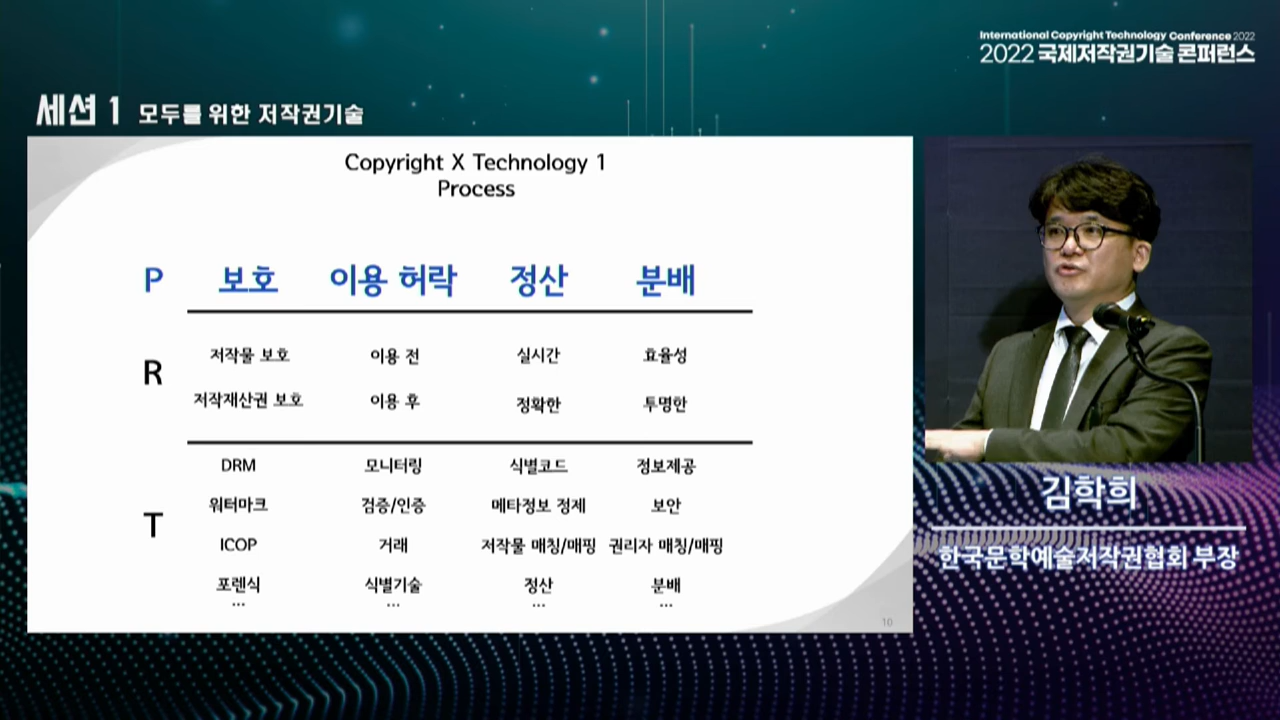 International Copyright Technology Conference 2022
2022 국제저작권기술 콘퍼런스
세션 1 모두를 위한 저작권기술
Copyright X Technology 1
Process
P 보호 이용 허락 정산 분배
R
저작물 보호 이용 전 실시간 효율성
저작재산권 보호 이용 후 정확한 투명한
T
DRM 모니터링 식별코드 정보제공
워터마크 검증/인증 메타정보 정제 보안
ICOP 거래 저작물 매칭/매핑 권리자 매칭/매핑
포렌식 식별기술 정산 분배
... ... ... ...
10
김학희
한국문학예술저작권협회 부장